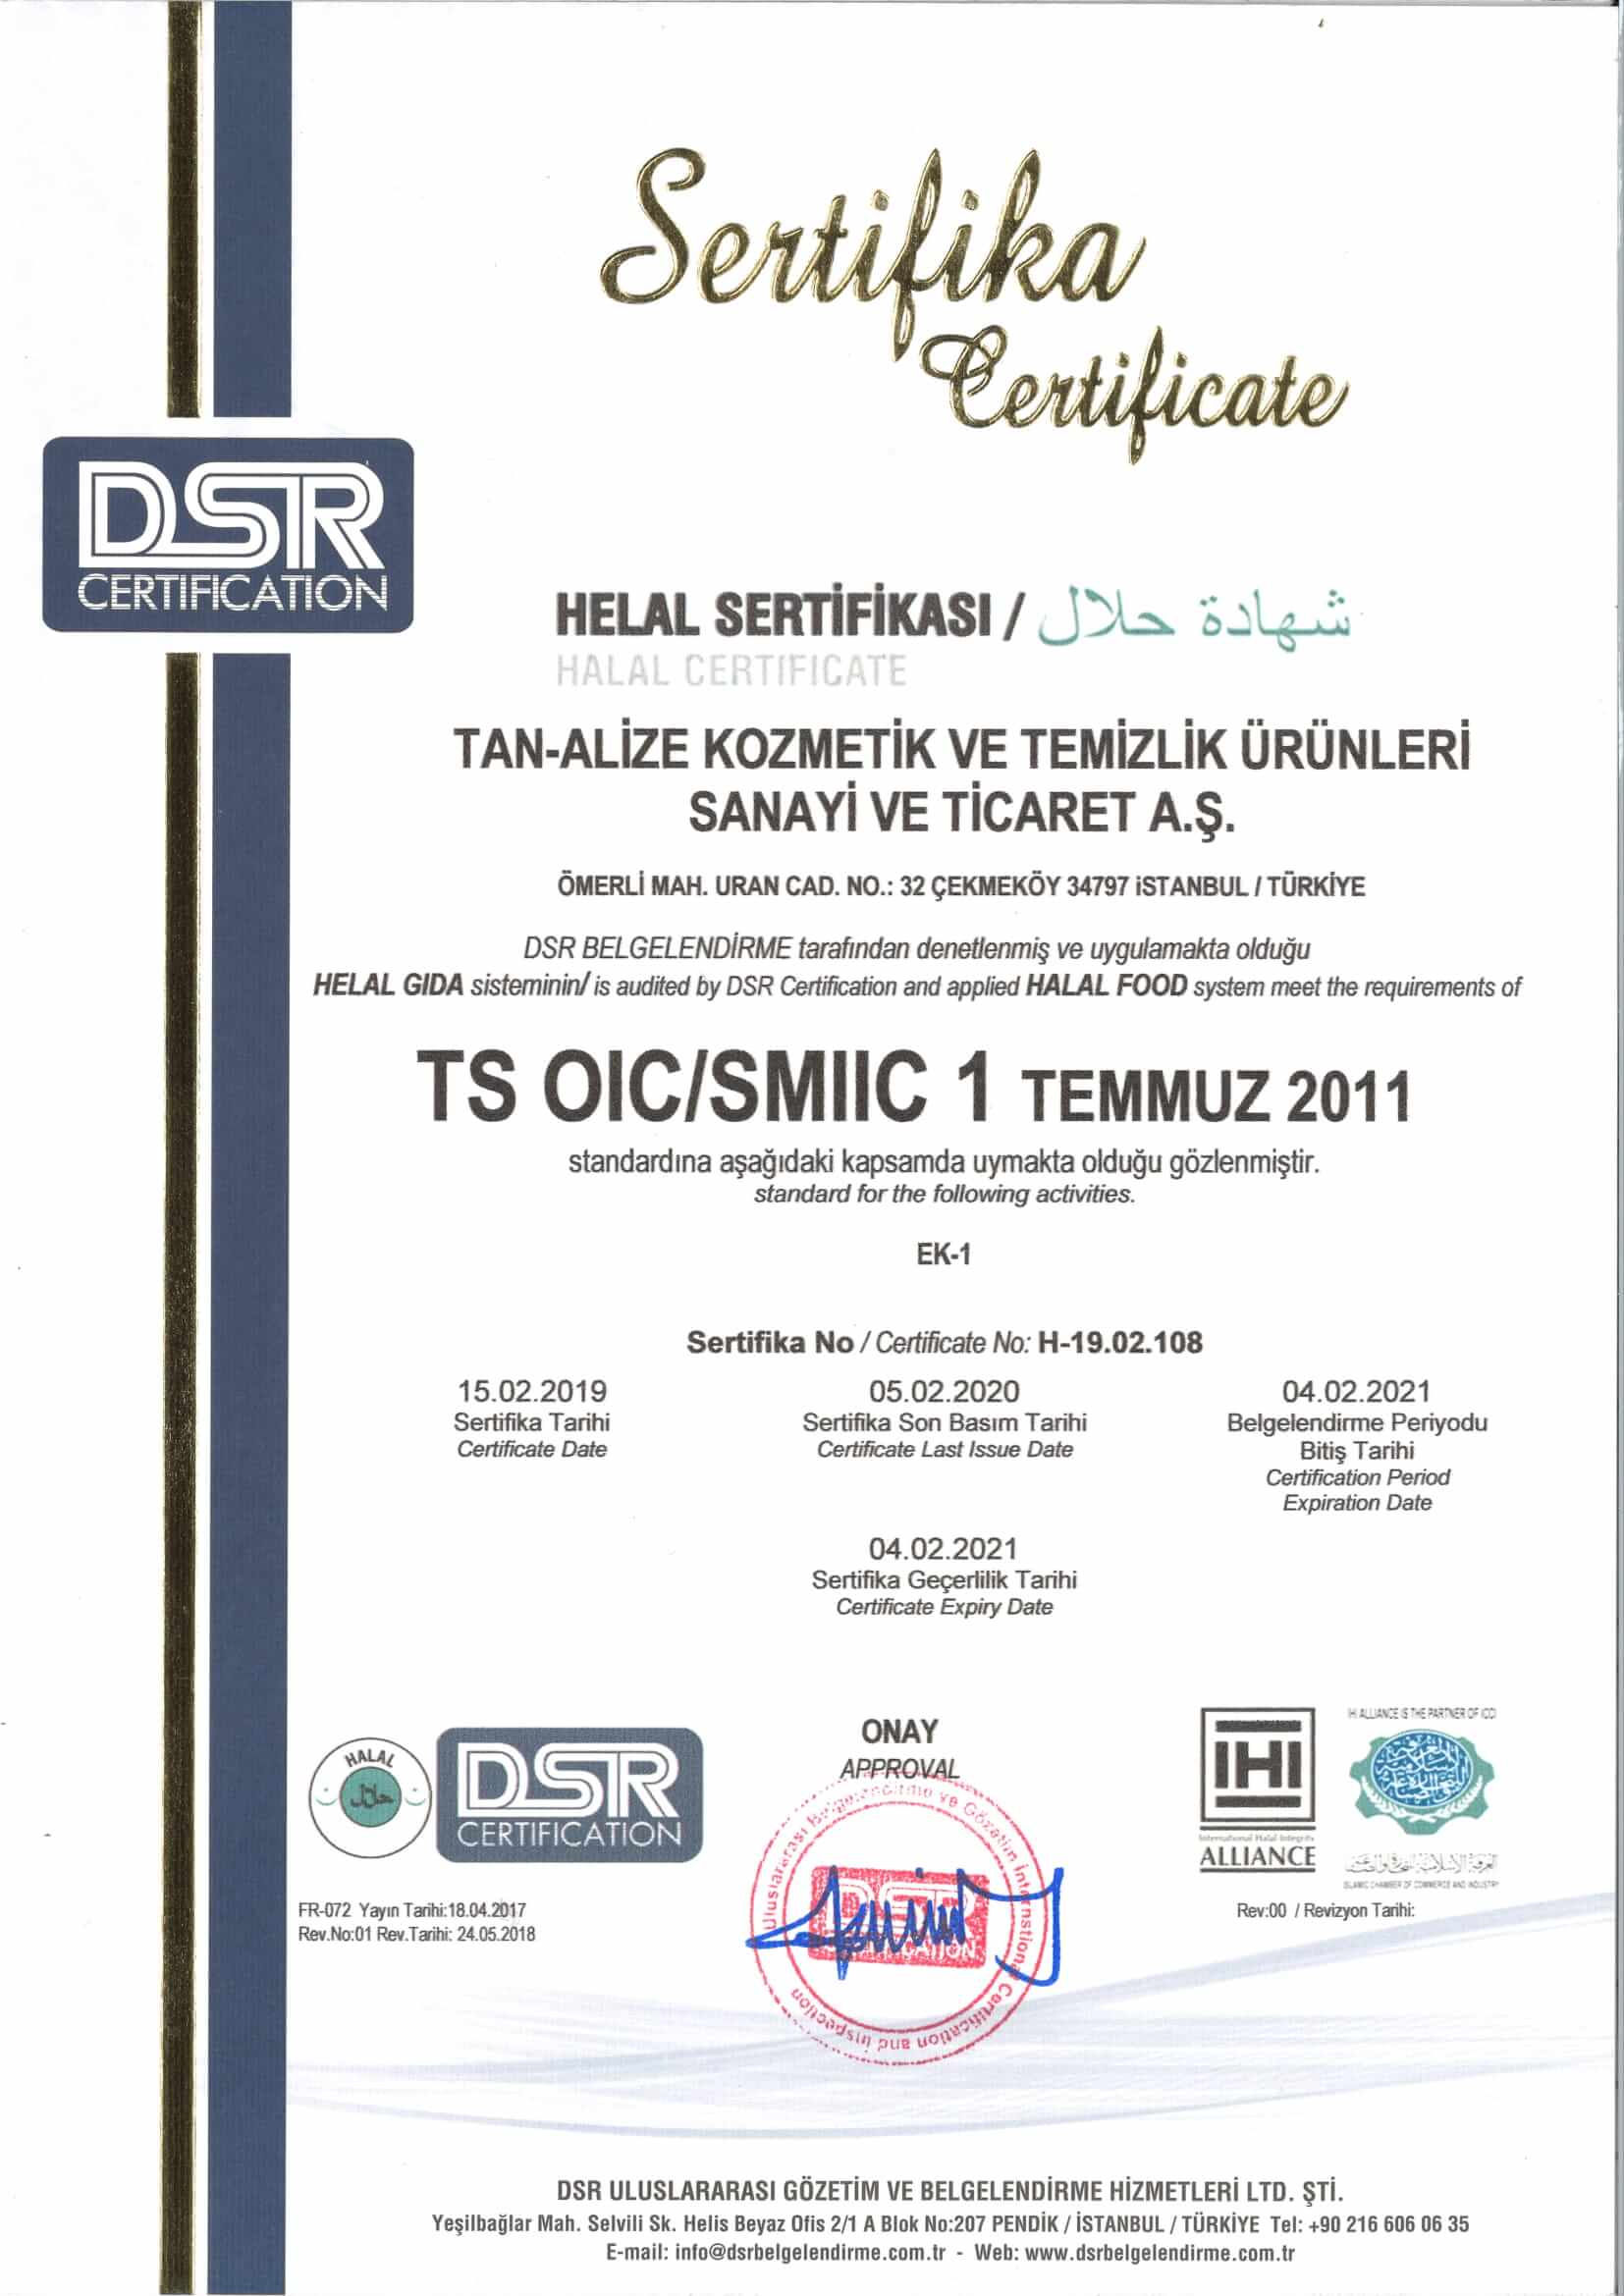 Sertifika
Certificate
DSR
CERTIFICATION
HELAL SERTİFİKASI / شهادة حلال
HALAL CERTIFICATE
TAN-ALİZE KOZMETİK VE TEMİZLİK ÜRÜNLERİ
SANAYİ VE TİCARET A.Ş.
ÖMERLİ MAH. URAN CAD. NO.: 32 ÇEKMEKÖY 34797 İSTANBUL / TÜRKİYE
DSR BELGELENDİRME tarafından denetlenmiş ve uygulamakta olduğu
HELAL GIDA sisteminin/ is audited by DSR Certification and applied HALAL FOOD system meet the requirements of
TS OIC/SMIIC 1 TEMMUZ 2011
standardına aşağıdaki kapsamda uymakta olduğu gözlenmiştir.
standard for the following activities.
EK-1
Sertifika No / Certificate No: H-19.02.108
15.02.2019
Sertifika Tarihi
Certificate Date
05.02.2020
Sertifika Son Basım Tarihi
Certificate Last Issue Date
04.02.2021
Belgelendirme Periyodu
Bitiş Tarihi
Certification Period
Expiration Date
04.02.2021
Sertifika Geçerlilik Tarihi
Certificate Expiry Date
HALAL
حلال
DSR
CERTIFICATION
ONAY
APPROVAL
Uluslararası Belgelendirme ve Gözetim International Certification and Inspection
DSR
IHI
International Halal Integrity
ALLIANCE
IHI ALLIANCE IS THE PARTNER OF ICCI
ISLAMIC CHAMBER OF COMMERCE AND INDUSTRY
FR-072 Yayın Tarihi:18.04.2017
Rev.No:01 Rev.Tarihi: 24.05.2018
Rev:00 / Revizyon Tarihi:
DSR ULUSLARARASI GÖZETİM VE BELGELENDİRME HİZMETLERİ LTD. ŞTİ.
Yeşilbağlar Mah. Selvili Sk. Helis Beyaz Ofis 2/1 A Blok No:207 PENDİK / İSTANBUL / TÜRKİYE Tel: +90 216 606 06 35
E-mail: info@dsrbelgelendirme.com.tr - Web: www.dsrbelgelendirme.com.tr